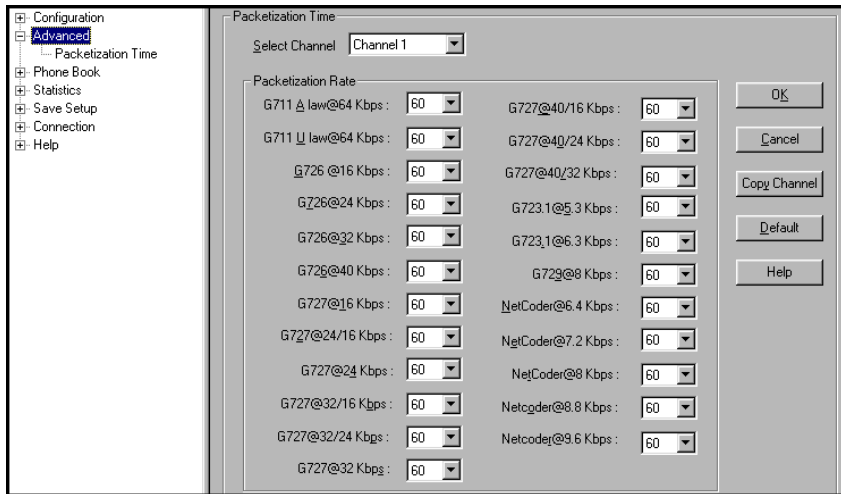 Configuration
Advanced
Packetization Time
Phone Book
Statistics
Save Setup
Connection
Help
Packetization Time
Select Channel Channel 1
Packetization Rate
G711 A law@64 Kbps : 60
G711 U law@64 Kbps : 60
G726 @16 Kbps : 60
G726@24 Kbps : 60
G726@32 Kbps : 60
G726@40 Kbps : 60
G727@16 Kbps : 60
G727@24/16 Kbps : 60
G727@24 Kbps : 60
G727@32/16 Kbps : 60
G727@32/24 Kbps : 60
G727@32 Kbps : 60
G727@40/16 Kbps : 60
G727@40/24 Kbps : 60
G727@40/32 Kbps : 60
G723.1@5.3 Kbps : 60
G723.1@6.3 Kbps : 60
G729@8 Kbps : 60
NetCoder@6.4 Kbps : 60
NetCoder@7.2 Kbps : 60
NetCoder@8 Kbps : 60
Netcoder@8.8 Kbps : 60
Netcoder@9.6 Kbps : 60
OK
Cancel
Copy Channel
Default
Help